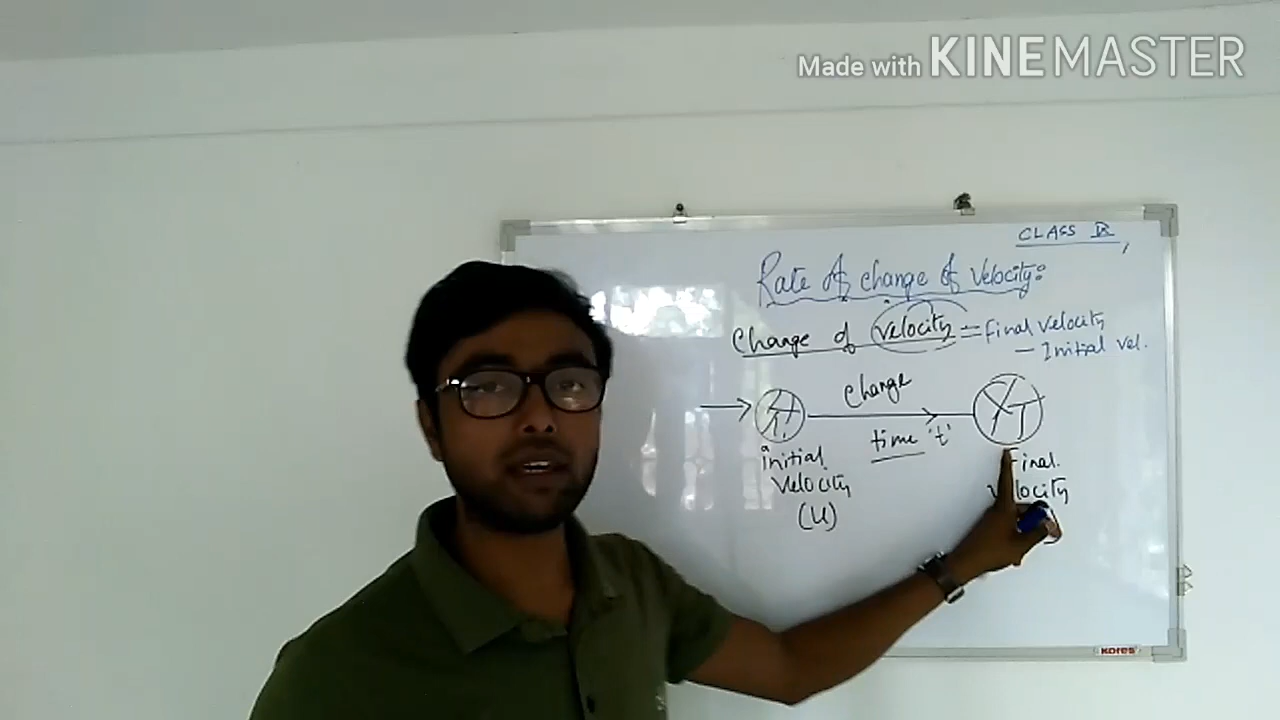 Made with KINEMASTER
CLASS IX,
Rate of change of velocity:
Change of velocity = final velocity
- Initial vel.
Change
time 't'
initial
velocity
(U)
Final.
velocity
kores